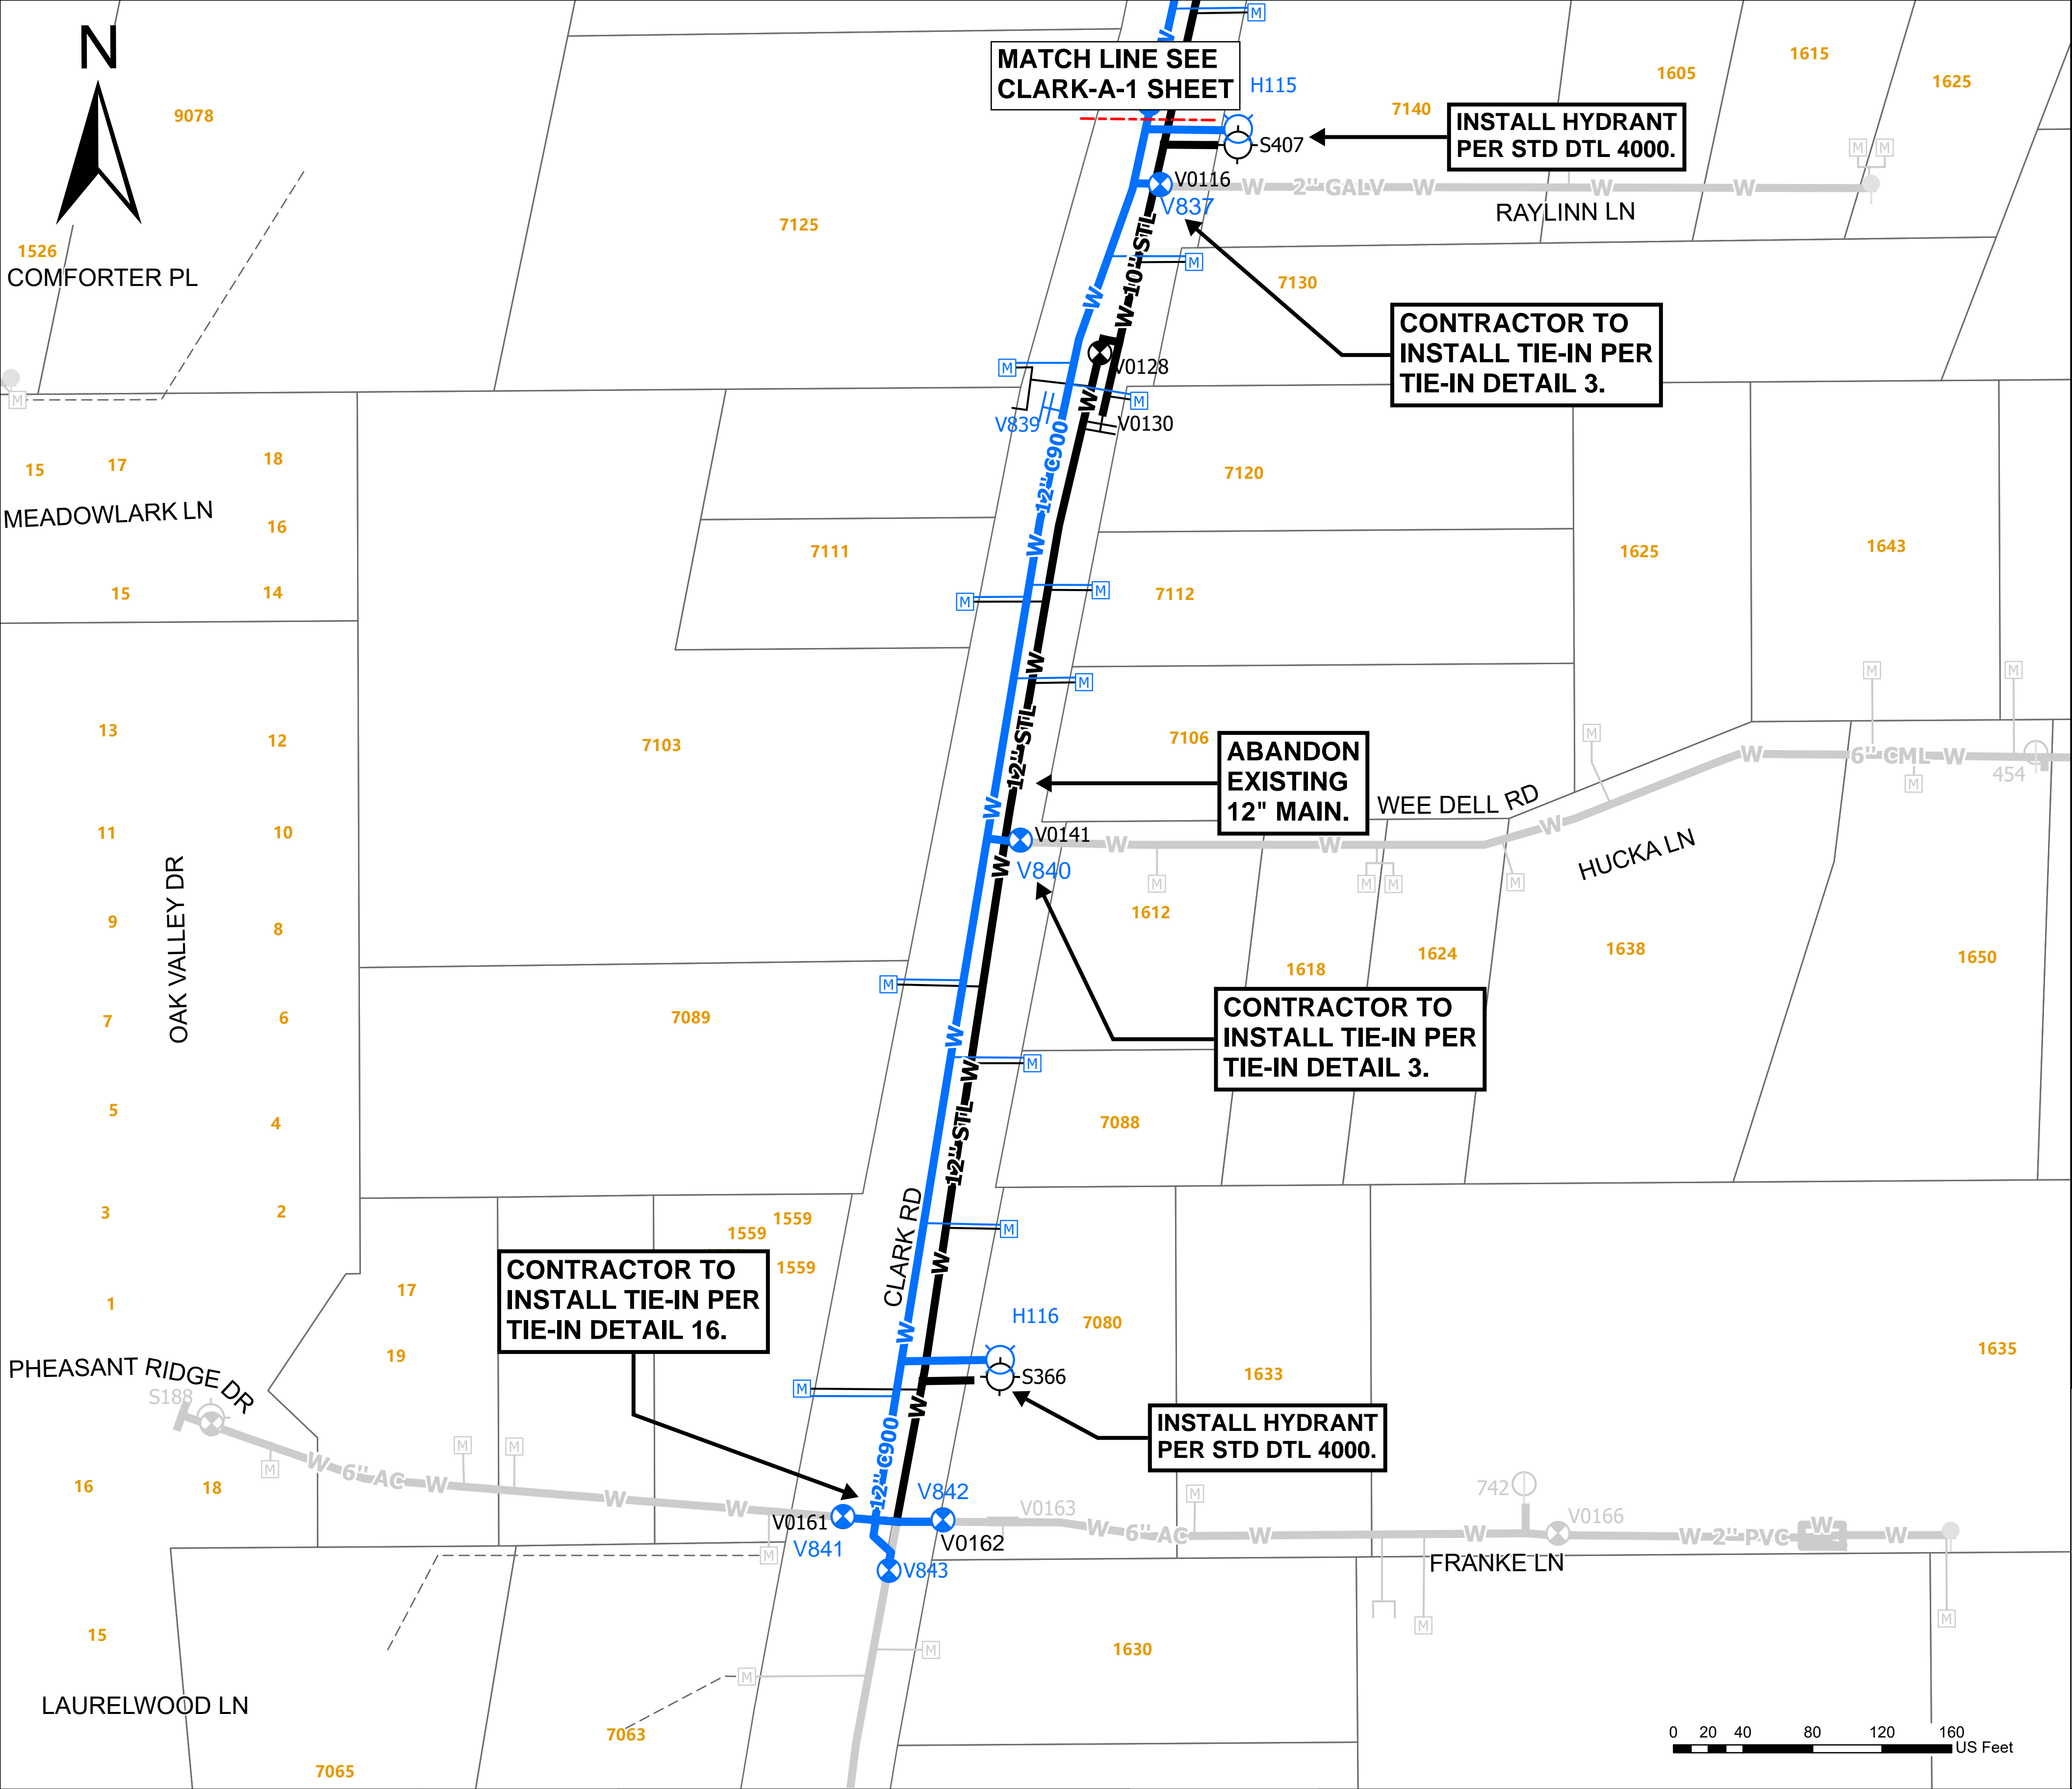 N
MATCH LINE SEE
CLARK-A-1 SHEET
W
M
H115
S407
INSTALL HYDRANT
PER STD DTL 4000.
9078
7125
7140
1605
1615
1625
M
M
V0116
V837
W
2" GALV
W
W
W
RAYLINN LN
1526
COMFORTER PL
M
7130
CONTRACTOR TO
INSTALL TIE-IN PER
TIE-IN DETAIL 3.
W
W
10" STL
M
V0128
M
M
V839
V0130
W
12" C900
W
15
17
18
MEADOWLARK LN
16
15
14
7111
7120
7112
1625
1643
M
M
M
W
12" STL
13
12
7103
7106
ABANDON
EXISTING
12" MAIN.
WEE DELL RD
HUCKA LN
M
M
M
W
6" CML
W
M
454
11
10
OAK VALLEY DR
W
V0141
V840
W
W
W
W
M
M
M
M
9
8
1612
1618
1624
1638
1650
CONTRACTOR TO
INSTALL TIE-IN PER
TIE-IN DETAIL 3.
M
7
6
7089
W
W
M
12" STL
5
4
7088
3
2
1559
1559
1559
CLARK RD
M
W
1
17
CONTRACTOR TO
INSTALL TIE-IN PER
TIE-IN DETAIL 16.
H116
7080
19
W
S366
1633
1635
PHEASANT RIDGE DR
S188
M
W
INSTALL HYDRANT
PER STD DTL 4000.
M
M
M
16
18
W
6" AC
W
W
W
12" C900
V0161
V841
V842
V0162
V0163
M
W
6" AC
W
W
742
V0166
W
2" PVC
W
W
M
V843
FRANKE LN
15
M
M
M
M
1630
LAURELWOOD LN
7063
7065
0 20 40 80 120 160
US Feet